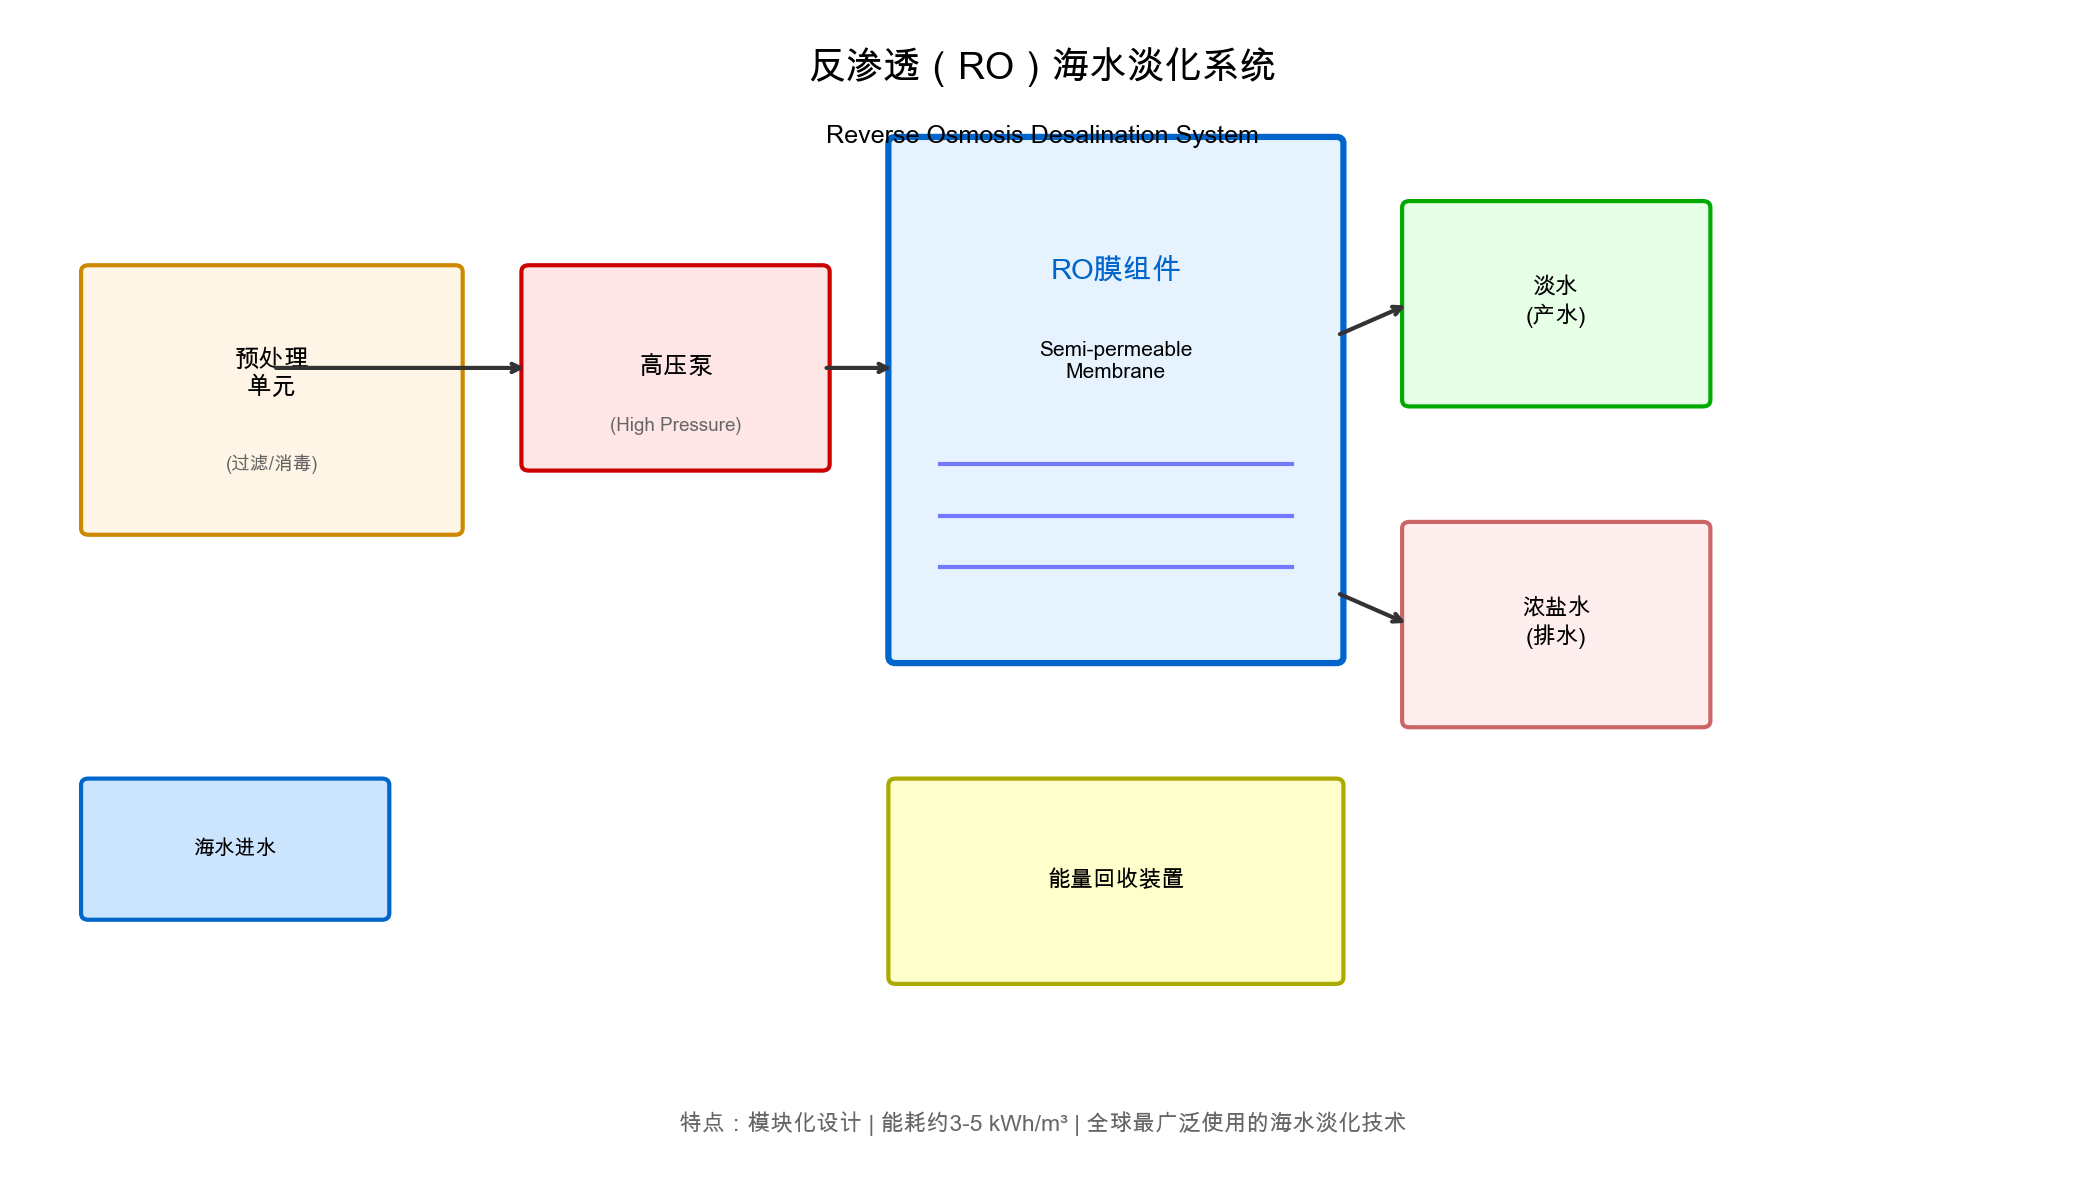 反渗透（RO）海水淡化系统
Reverse Osmosis Desalination System
预处理
单元
(过滤/消毒)
高压泵
(High Pressure)
RO膜组件
Semi-permeable
Membrane
淡水
(产水)
浓盐水
(排水)
海水进水
能量回收装置
特点：模块化设计 | 能耗约3-5 kWh/m³ | 全球最广泛使用的海水淡化技术